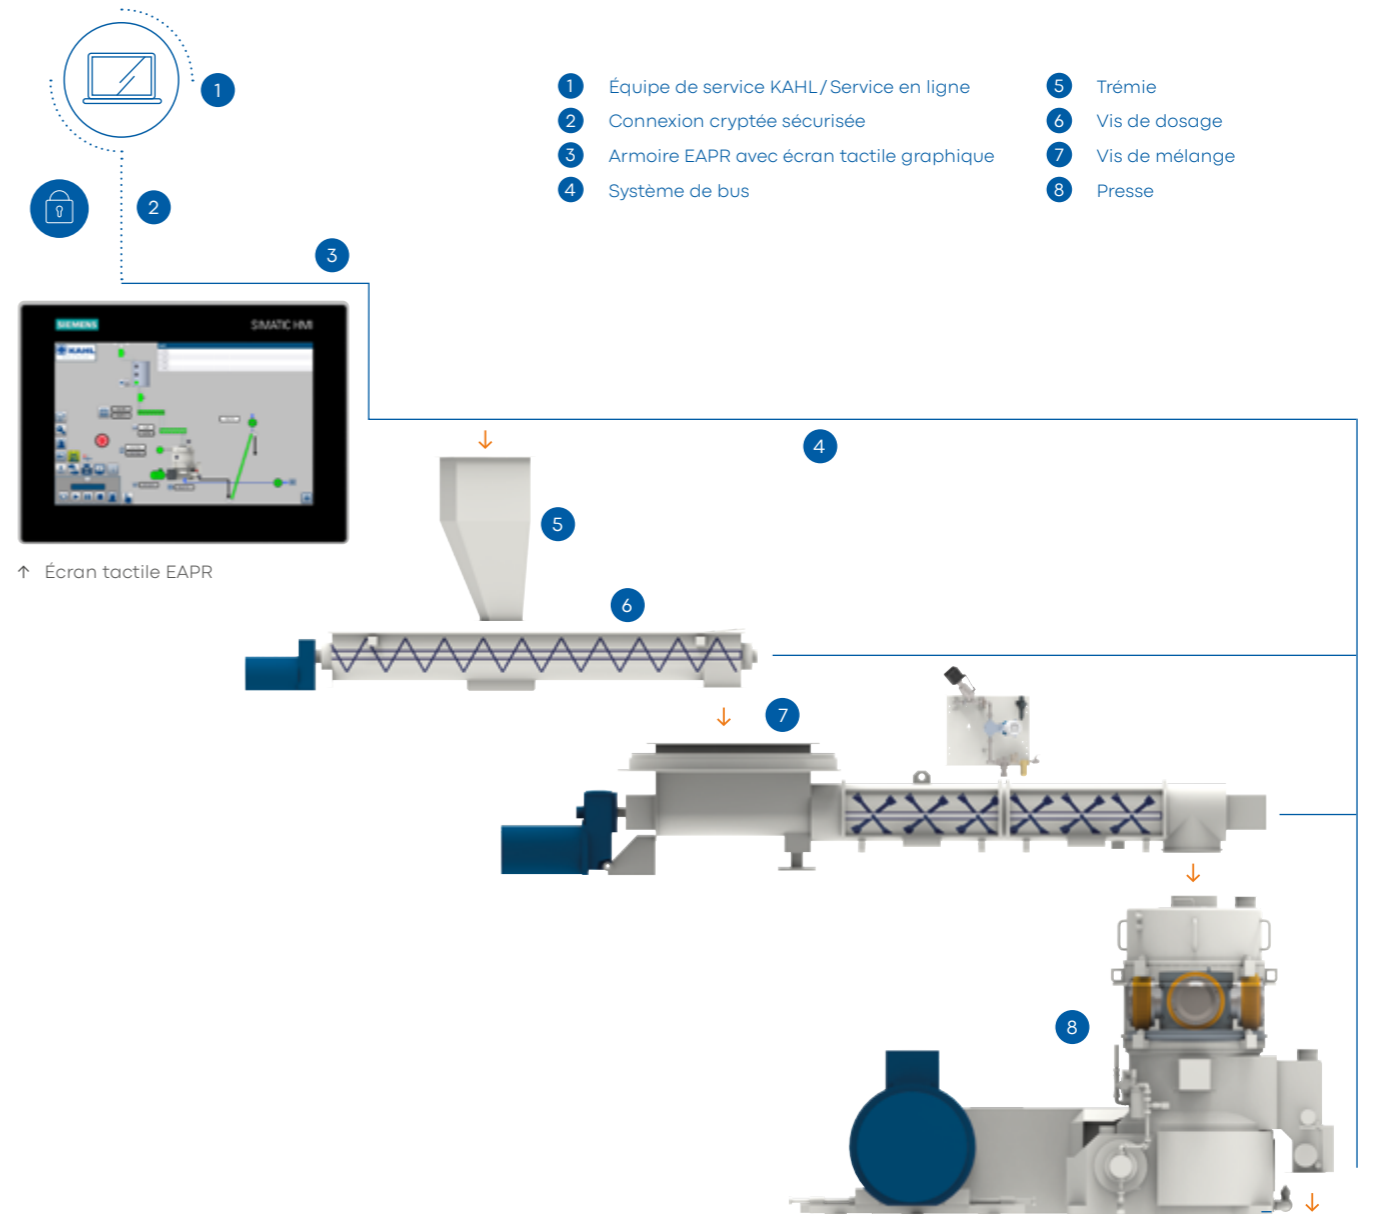 1
1 Équipe de service KAHL/Service en ligne
2 Connexion cryptée sécurisée
3 Armoire EAPR avec écran tactile graphique
4 Système de bus
5 Trémie
6 Vis de dosage
7 Vis de mélange
8 Presse
2
3
SIEMENS
SIMATIC HMI
KAHL
4
5
↑ Écran tactile EAPR
6
7
8